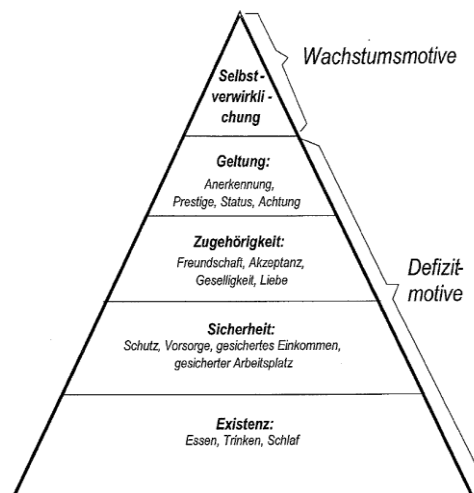 Selbst-
verwirkli-
chung
Wachstumsmotive
Geltung:
Anerkennung,
Prestige, Status, Achtung
Zugehörigkeit:
Freundschaft, Akzeptanz,
Geselligkeit, Liebe
Defizit-
motive
Sicherheit:
Schutz, Vorsorge, gesichertes Einkommen,
gesicherter Arbeitsplatz
Existenz:
Essen, Trinken, Schlaf